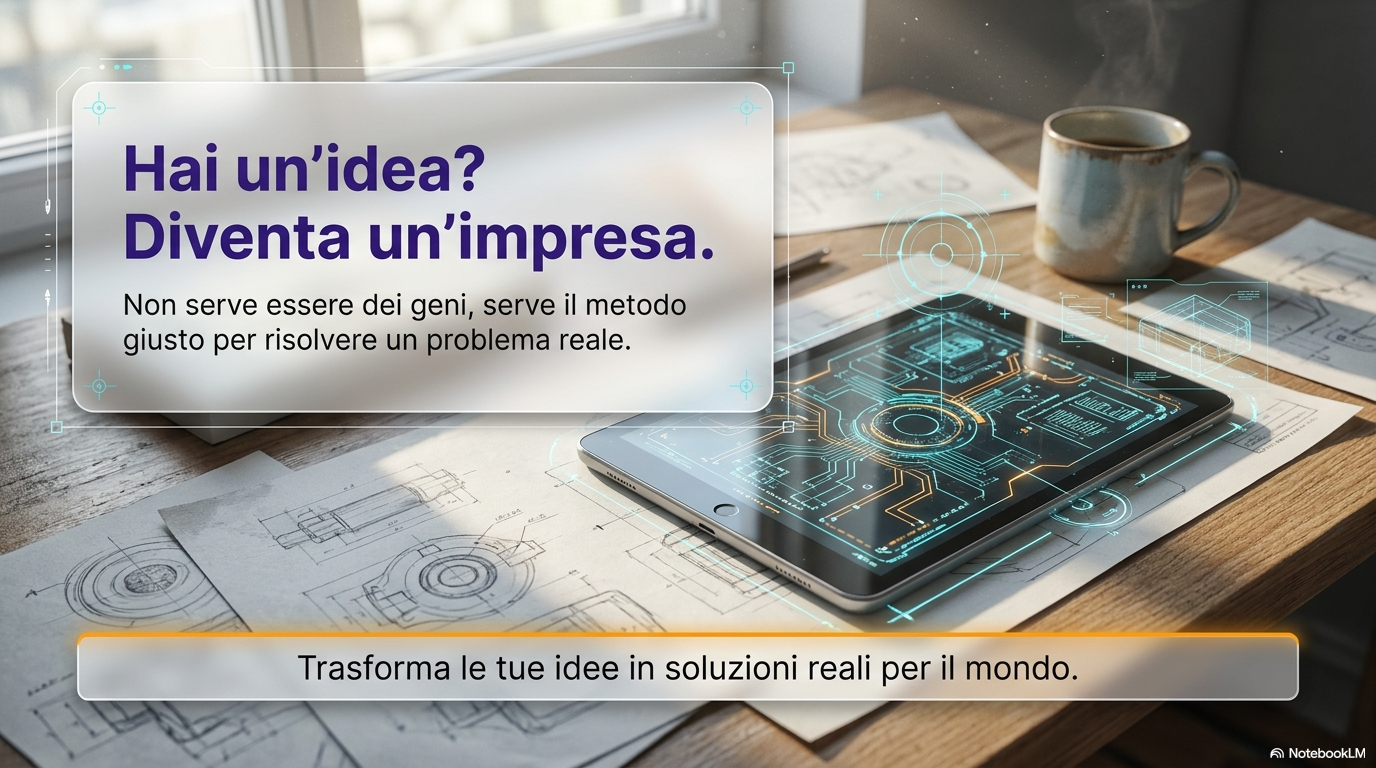 Hai un’idea?
Diventa un’impresa.
Non serve essere dei geni, serve il metodo
giusto per risolvere un problema reale.
Trasforma le tue idee in soluzioni reali per il mondo.
NotebookLM